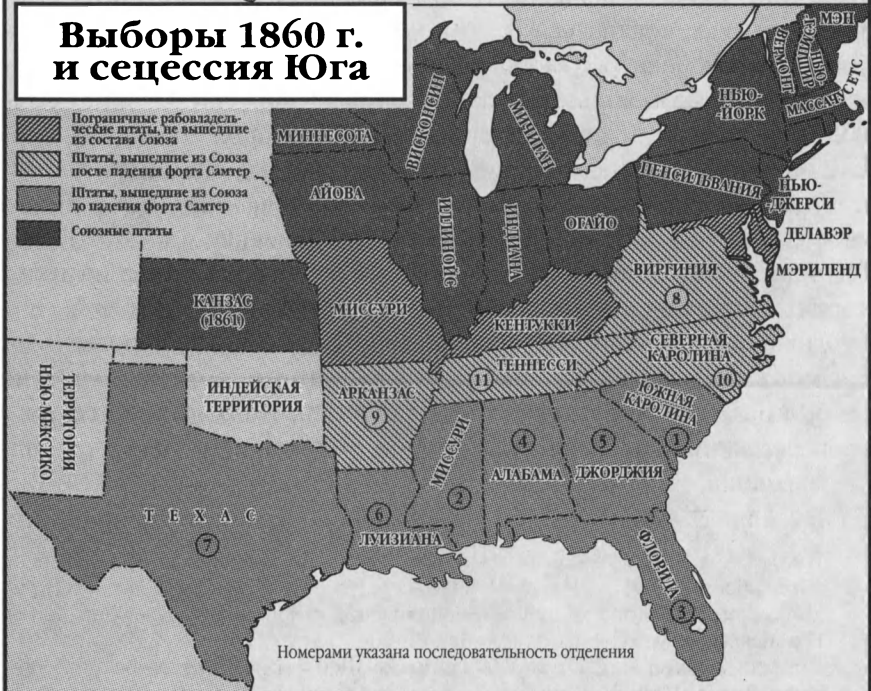 Выборы 1860 г.
и сецессия Юга
Пограничные рабовладель-
ческие штаты, не вышедшие
из состава Союза
Штаты, вышедшие из Союза
после падения форта Самтер
Штаты, вышедшие из Союза
до падения форта Самтер
Союзные штаты
МИННЕСОТА
ВИСКОНСИН
МИЧИГАН
НЬЮ-
ЙОРК
ВЕРМОНТ
МЭН
МАССАЧУСЕТС
АЙОВА
ИЛЛИНОЙС
ИНДИАНА
ОГАЙО
ПЕНСИЛЬВАНИЯ
НЬЮ-
ДЖЕРСИ
ДЕЛАВЭР
МЭРИЛЕНД
КАНЗАС
(1861)
МИССУРИ
КЕНТУККИ
ВИРГИНИЯ
8
ТЕРРИТОРИЯ
НЬЮ-МЕКСИКО
ИНДЕЙСКАЯ
ТЕРРИТОРИЯ
АРКАНЗАС
9
ТЕННЕССИ
11
СЕВЕРНАЯ
КАРОЛИНА
10
ЮЖНАЯ
КАРОЛИНА
1
ТЕХАС
7
ЛУИЗИАНА
6
МИССУРИ
2
АЛАБАМА
4
ДЖОРДЖИЯ
5
ФЛОРИДА
3
Номерами указана последовательность отделения